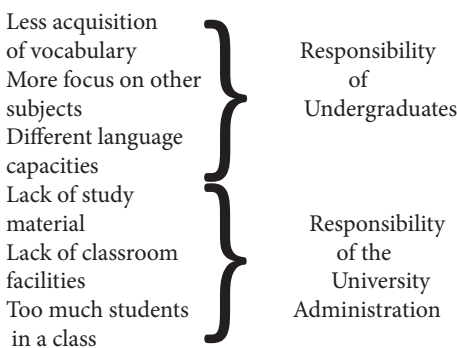 Less acquisition
of vocabulary
More focus on other
subjects
Different language
capacities
Responsibility
of
Undergraduates
Lack of study
material
Lack of classroom
facilities
Too much students
in a class
Responsibility
of the
University
Administration